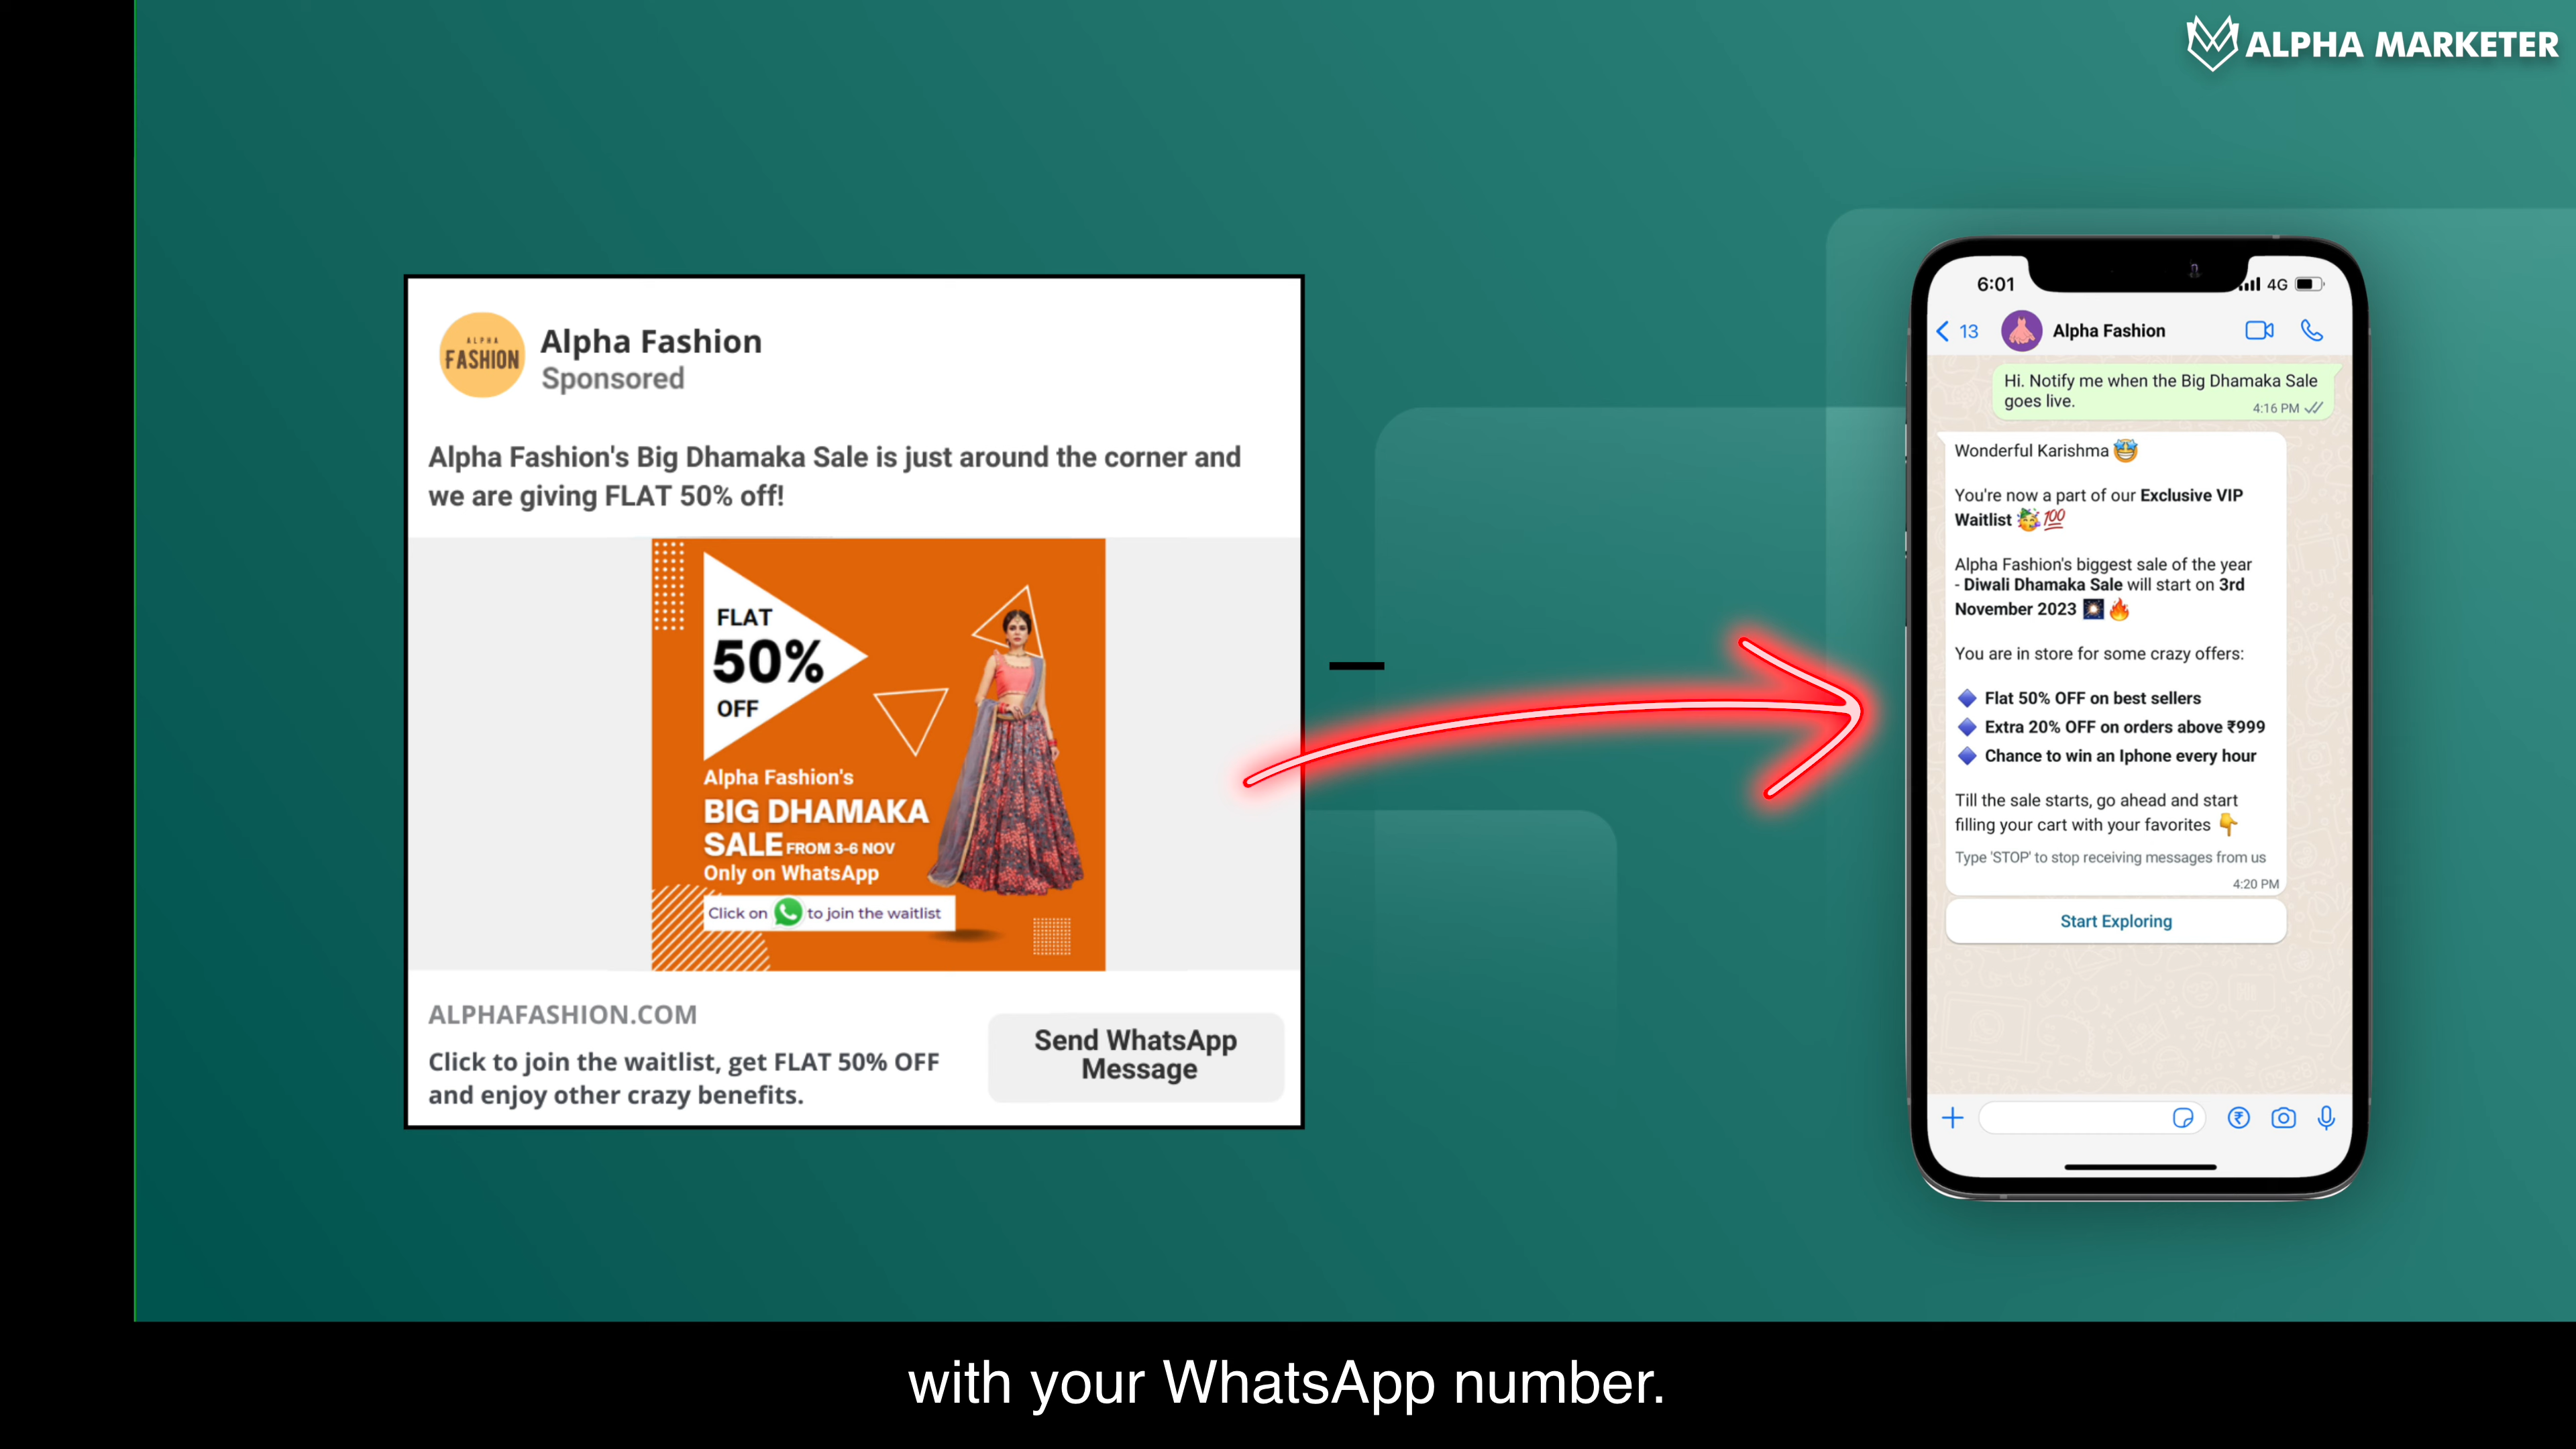 ALPHA MARKETER
ALPHA
FASHION
Alpha Fashion
Sponsored
Alpha Fashion's Big Dhamaka Sale is just around the corner and
we are giving FLAT 50% off!
FLAT
50%
OFF
Alpha Fashion's
BIG DHAMAKA
SALE FROM 3-6 NOV
Only on WhatsApp
Click on to join the waitlist
ALPHAFASHION.COM
Click to join the waitlist, get FLAT 50% OFF
and enjoy other crazy benefits.
Send WhatsApp
Message
6:01
4G
13
Alpha Fashion
Hi. Notify me when the Big Dhamaka Sale
goes live.
4:16 PM
Wonderful Karishma 🤩
You're now a part of our Exclusive VIP
Waitlist 🥳💯
Alpha Fashion's biggest sale of the year
- Diwali Dhamaka Sale will start on 3rd
November 2023 🎆🔥
You are in store for some crazy offers:
🔷 Flat 50% OFF on best sellers
🔷 Extra 20% OFF on orders above ₹999
🔷 Chance to win an Iphone every hour
Till the sale starts, go ahead and start
filling your cart with your favorites 👇
Type 'STOP' to stop receiving messages from us
4:20 PM
Start Exploring
with your WhatsApp number.